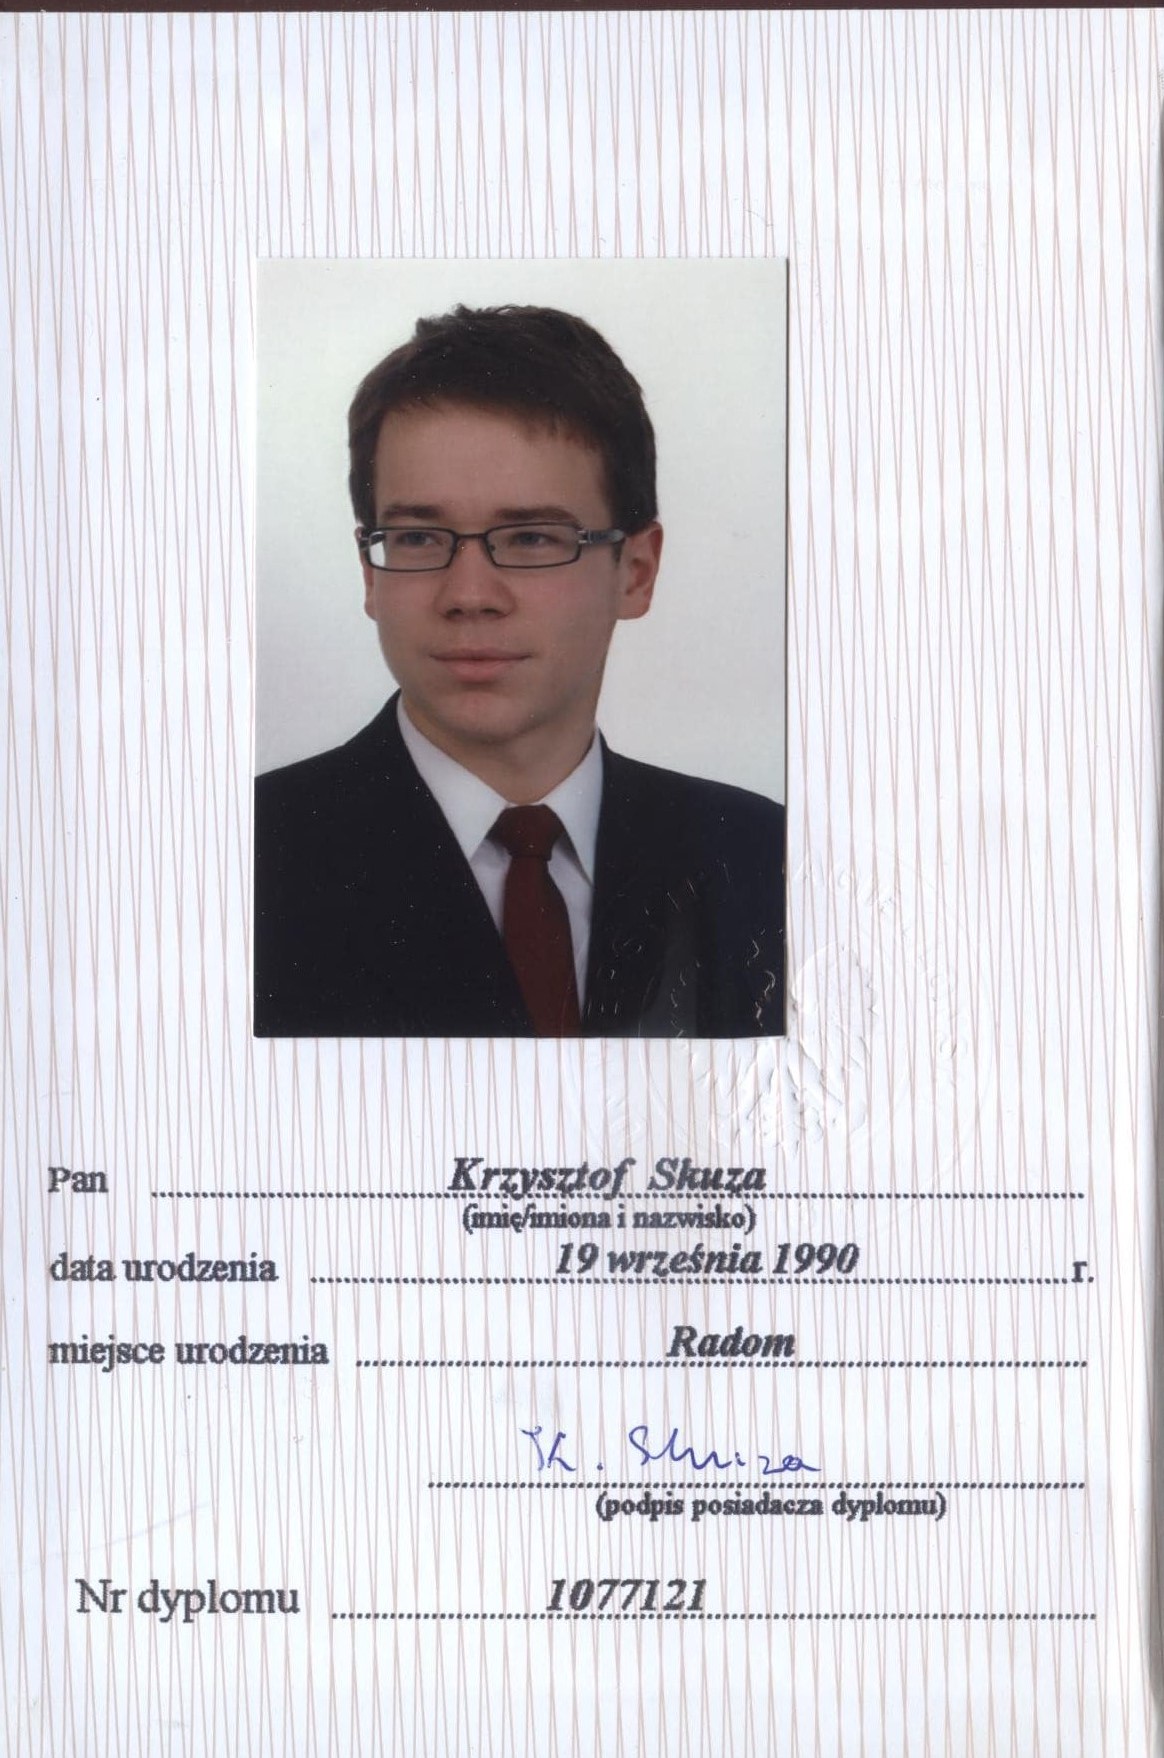 Pan Krzysztof Skuza
(imię/imiona i nazwisko)
data urodzenia 19 września 1990 r.
miejsce urodzenia Radom
K. Skuza
(podpis posiadacza dyplomu)
Nr dyplomu 1077121